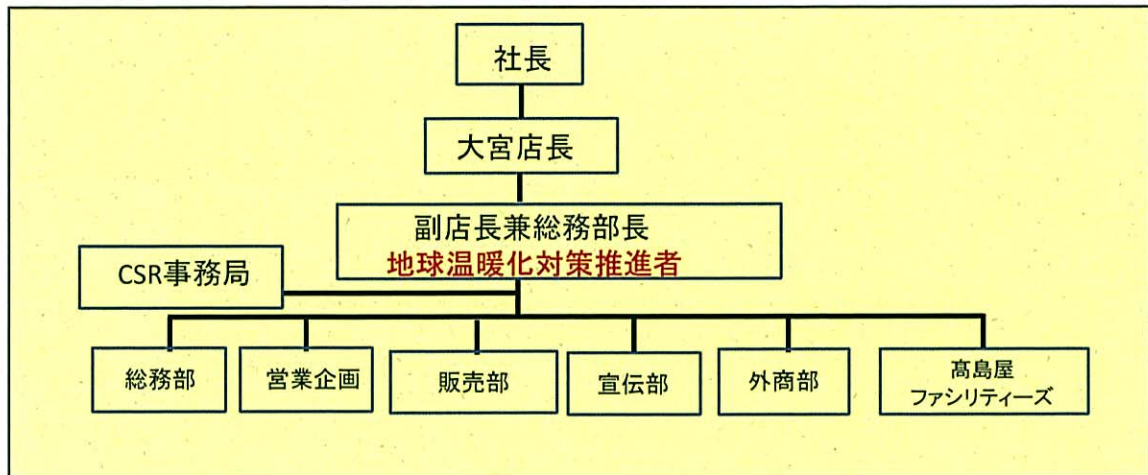 社長
大宮店長
副店長兼総務部長
地球温暖化対策推進者
CSR事務局
総務部
営業企画
販売部
宣伝部
外商部
髙島屋
ファシリティーズ